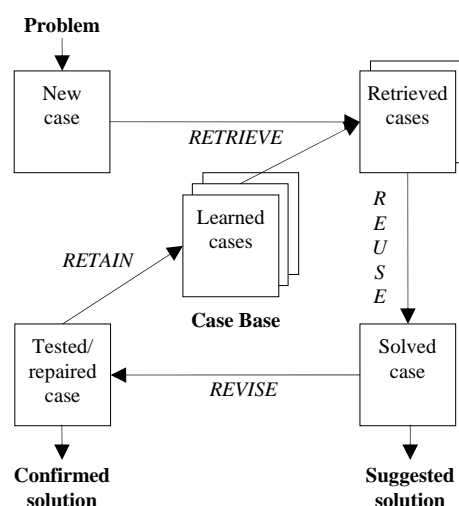 Problem
New
case
Retrieved
cases
RETRIEVE
Learned
cases
Case Base
R
E
U
S
E
RETAIN
Tested/
repaired
case
REVISE
Solved
case
Confirmed
solution
Suggested
solution